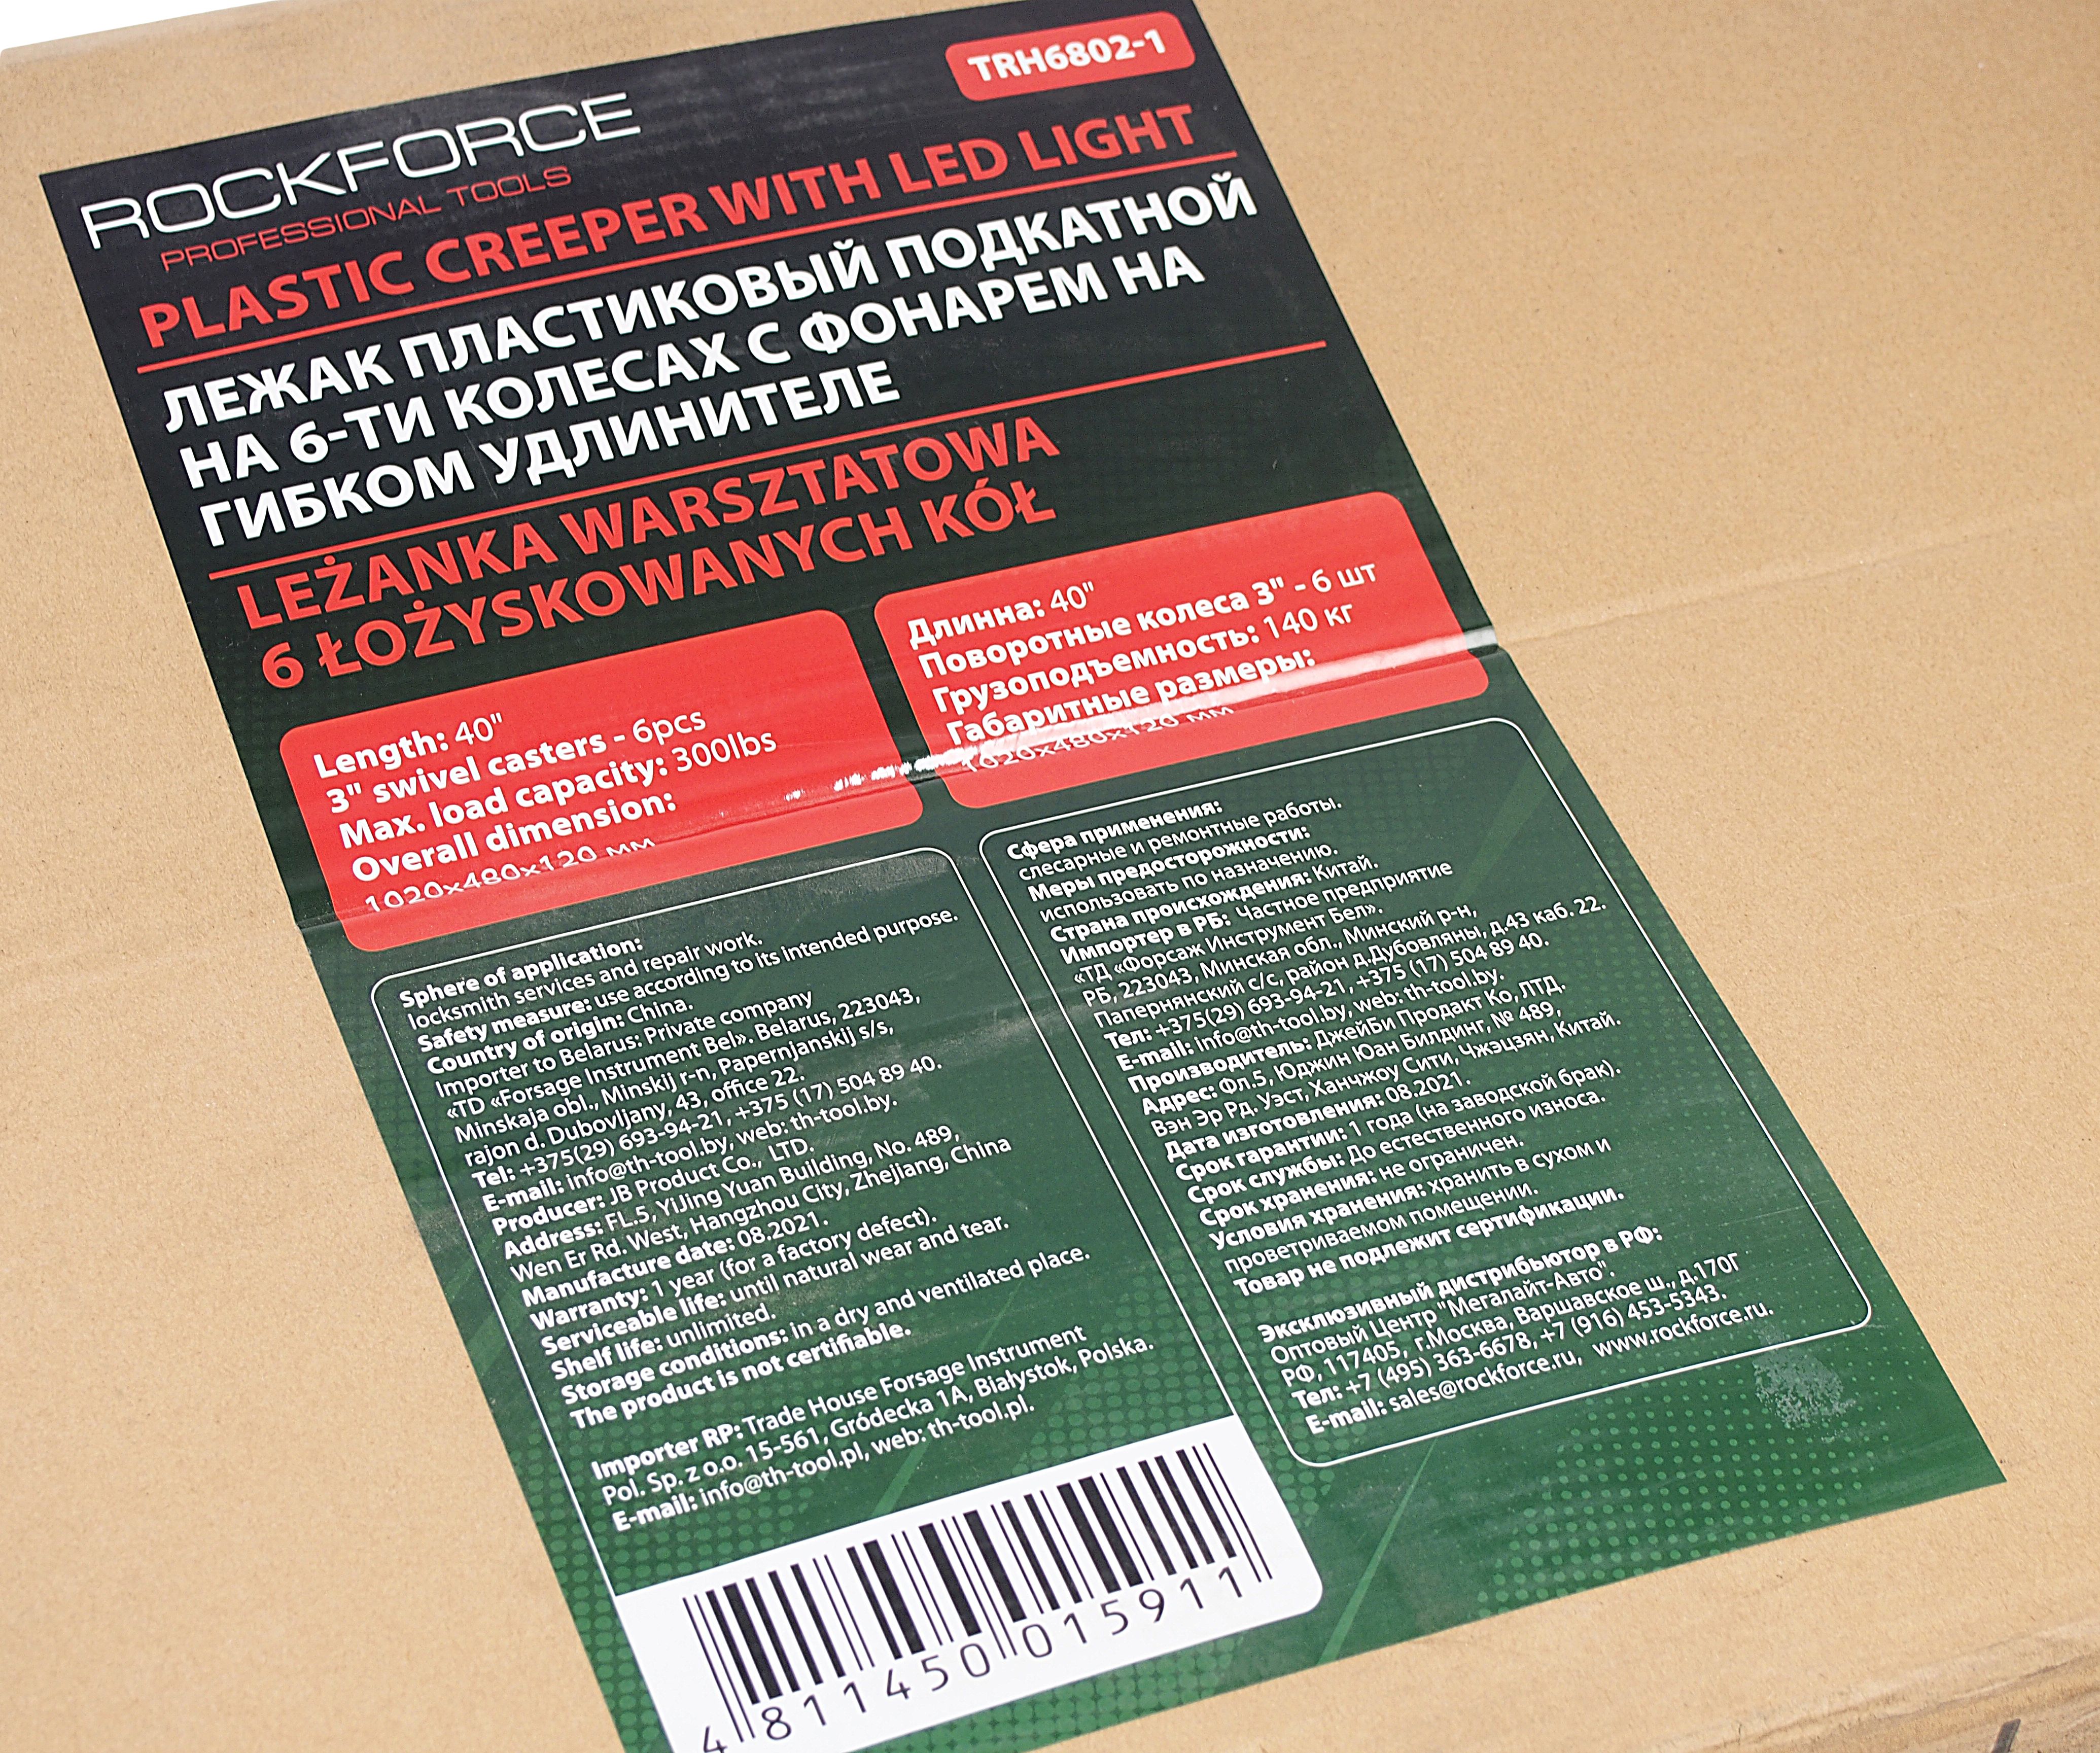 TRH6802-1
ROCKFORCE
PROFESSIONAL TOOLS
PLASTIC CREEPER WITH LED LIGHT
ЛЕЖАК ПЛАСТИКОВЫЙ ПОДКАТНОЙ
НА 6-ТИ КОЛЕСАХ С ФОНАРЕМ НА
ГИБКОМ УДЛИНИТЕЛЕ
LEŻANKA WARSZTATOWA
6 ŁOŻYSKOWANYCH KÓŁ
Length: 40"
3" swivel casters - 6pcs
Max. load capacity: 300lbs
Overall dimension:
1020×480×120 мм
Длинна: 40"
Поворотные колеса 3" - 6 шт
Грузоподъемность: 140 кг
Габаритные размеры:
1020×480×120 мм
Sphere of application:
locksmith services and repair work.
Safety measure: use according to its intended purpose.
Country of origin: China.
Importer to Belarus: Private company
«TD «Forsage Instrument Bel». Belarus, 223043,
Minskaja obl., Minskij r-n, Papernjanskij s/s,
rajon d. Dubovljany, 43, office 22.
Tel: +375(29) 693-94-21, +375 (17) 504 89 40.
E-mail: info@th-tool.by, web: th-tool.by.
Producer: JB Product Co., LTD.
Address: FL.5, YiJing Yuan Building, No. 489,
Wen Er Rd. West, Hangzhou City, Zhejiang, China
Manufacture date: 08.2021.
Warranty: 1 year (for a factory defect).
Serviceable life: until natural wear and tear.
Shelf life: unlimited.
Storage conditions: in a dry and ventilated place.
The product is not certifiable.
Importer RP: Trade House Forsage Instrument
Pol. Sp. z o.o. 15-561, Gródecka 1A, Białystok, Polska.
E-mail: info@th-tool.pl, web: th-tool.pl.
4 811450 015911
Сфера применения:
слесарные и ремонтные работы.
Меры предосторожности:
использовать по назначению.
Страна происхождения: Китай.
Импортер в РБ: Частное предприятие
«ТД «Форсаж Инструмент Бел».
РБ, 223043, Минская обл., Минский р-н,
Папернянский с/с, район д.Дубовляны, д.43 каб. 22.
Тел: +375(29) 693-94-21, +375 (17) 504 89 40.
E-mail: info@th-tool.by, web: th-tool.by.
Производитель: ДжейБи Продакт Ко, ЛТД.
Адрес: Фл.5, Юджин Юан Билдинг, № 489,
Вэн Эр Рд. Уэст, Ханчжоу Сити, Чжэцзян, Китай.
Дата изготовления: 08.2021.
Срок гарантии: 1 года (на заводской брак).
Срок службы: До естественного износа.
Срок хранения: не ограничен.
Условия хранения: хранить в сухом и
проветриваемом помещении.
Товар не подлежит сертификации.
Эксклюзивный дистрибьютор в РФ:
Оптовый Центр "Мегалайт-Авто".
РФ, 117405, г.Москва, Варшавское ш., д.170Г
Тел: +7 (495) 363-6678, +7 (916) 453-5343.
E-mail: sales@rockforce.ru, www.rockforce.ru.